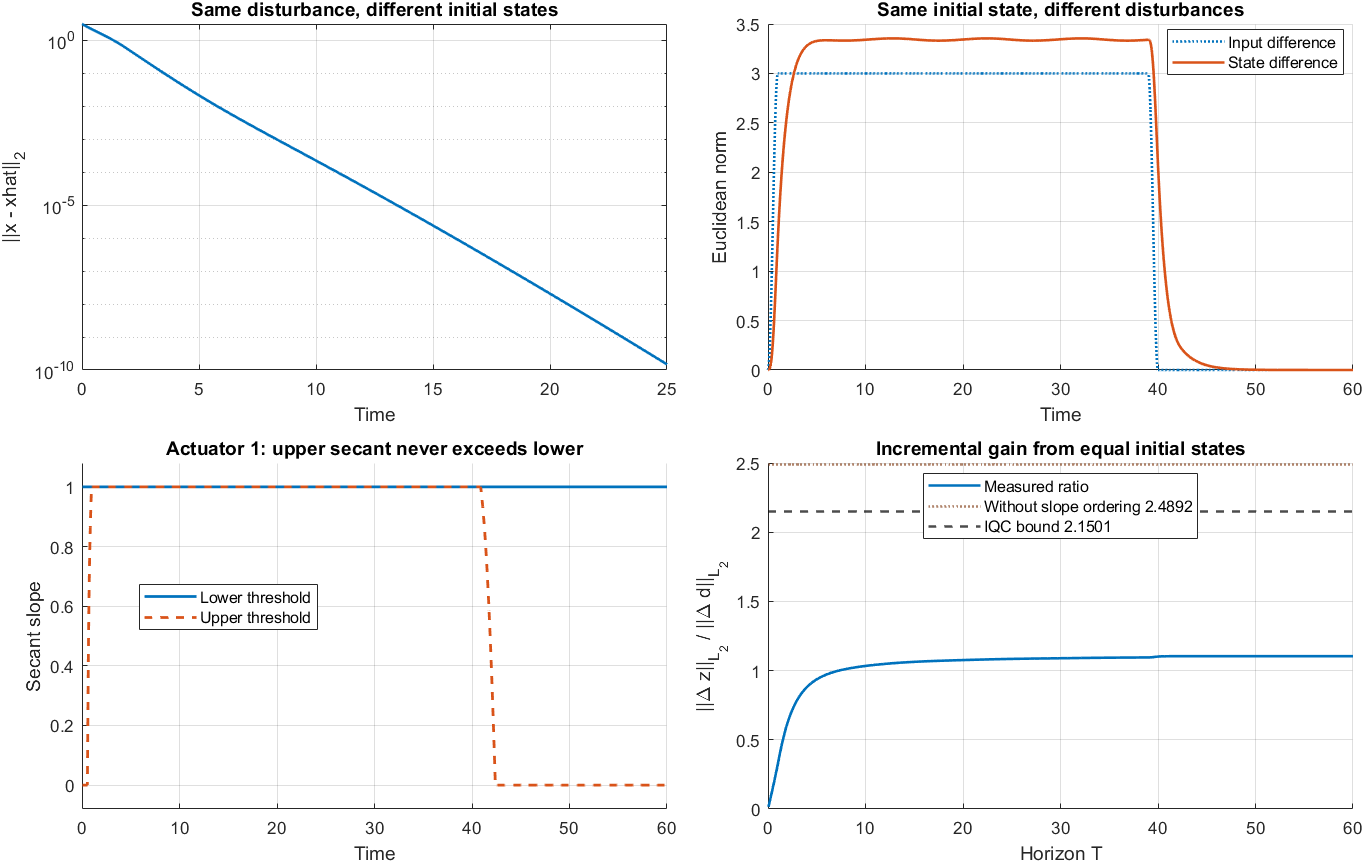 Same disturbance, different initial states
10^0
10^-5
10^-10
||x - xhat||_2
0 5 10 15 20 25
Time
Same initial state, different disturbances
3.5
3
2.5
2
1.5
1
0.5
0
Euclidean norm
Input difference
State difference
0 10 20 30 40 50 60
Time
Actuator 1: upper secant never exceeds lower
1
0.8
0.6
0.4
0.2
0
Secant slope
Lower threshold
Upper threshold
0 10 20 30 40 50 60
Time
Incremental gain from equal initial states
2.5
2
1.5
1
0.5
0
||Δ z||_L_2 / ||Δ d||_L_2
Measured ratio
Without slope ordering 2.4892
IQC bound 2.1501
0 10 20 30 40 50 60
Horizon T